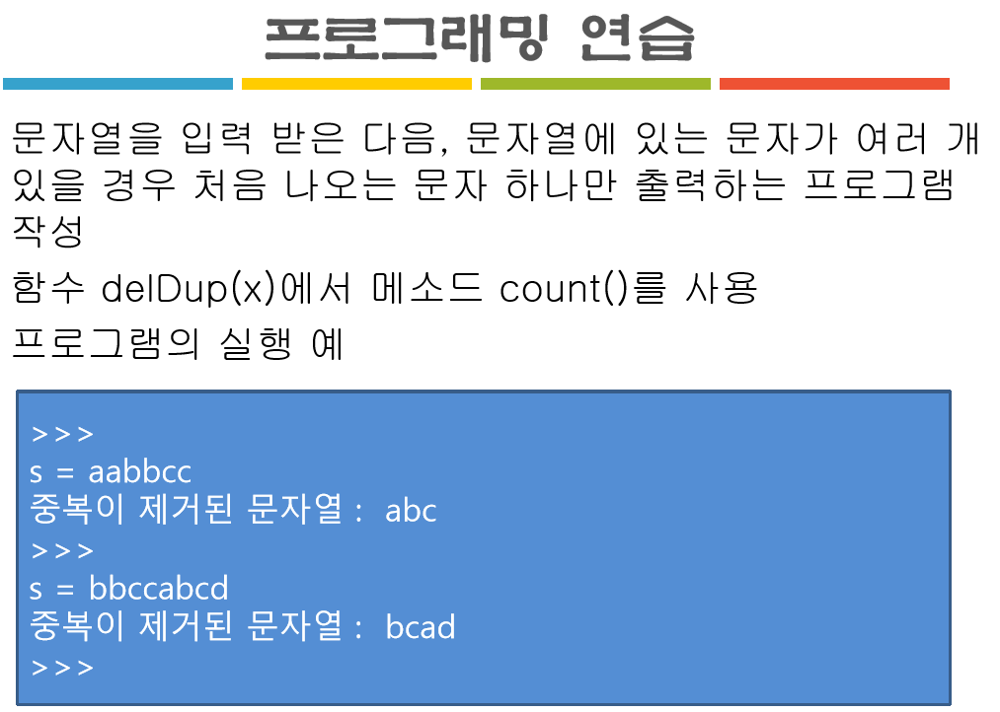 프로그래밍 연습
문자열을 입력 받은 다음, 문자열에 있는 문자가 여러 개
있을 경우 처음 나오는 문자 하나만 출력하는 프로그램
작성
함수 delDup(x)에서 메소드 count()를 사용
프로그램의 실행 예
>>>
s = aabbcc
중복이 제거된 문자열 :  abc
>>>
s = bbccabcd
중복이 제거된 문자열 :  bcad
>>>